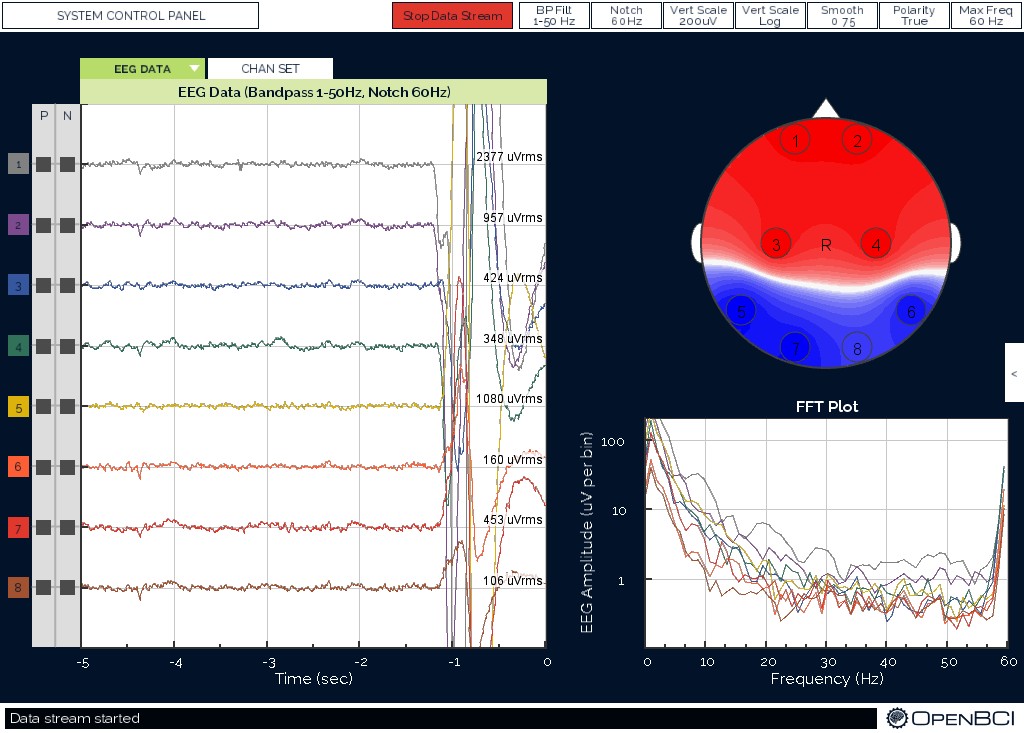 SYSTEM CONTROL PANEL
Stop Data Stream
BP Filt
1-50 Hz
Notch
60Hz
Vert Scale
200uV
Vert Scale
Log
Smooth
0.75
Polarity
True
Max Freq
60 Hz
EEG DATA
CHAN SET
EEG Data (Bandpass 1-50Hz, Notch 60Hz)
P N
1
2377 uVrms
2
957 uVrms
3
424 uVrms
4
348 uVrms
5
1080 uVrms
6
160 uVrms
7
453 uVrms
8
106 uVrms
-5 -4 -3 -2 -1 0
Time (sec)
1 2
3 R 4
5 6
7 8
<
FFT Plot
EEG Amplitude (uV per bin)
100
10
1
0 10 20 30 40 50 60
Frequency (Hz)
Data stream started
OPENBCI